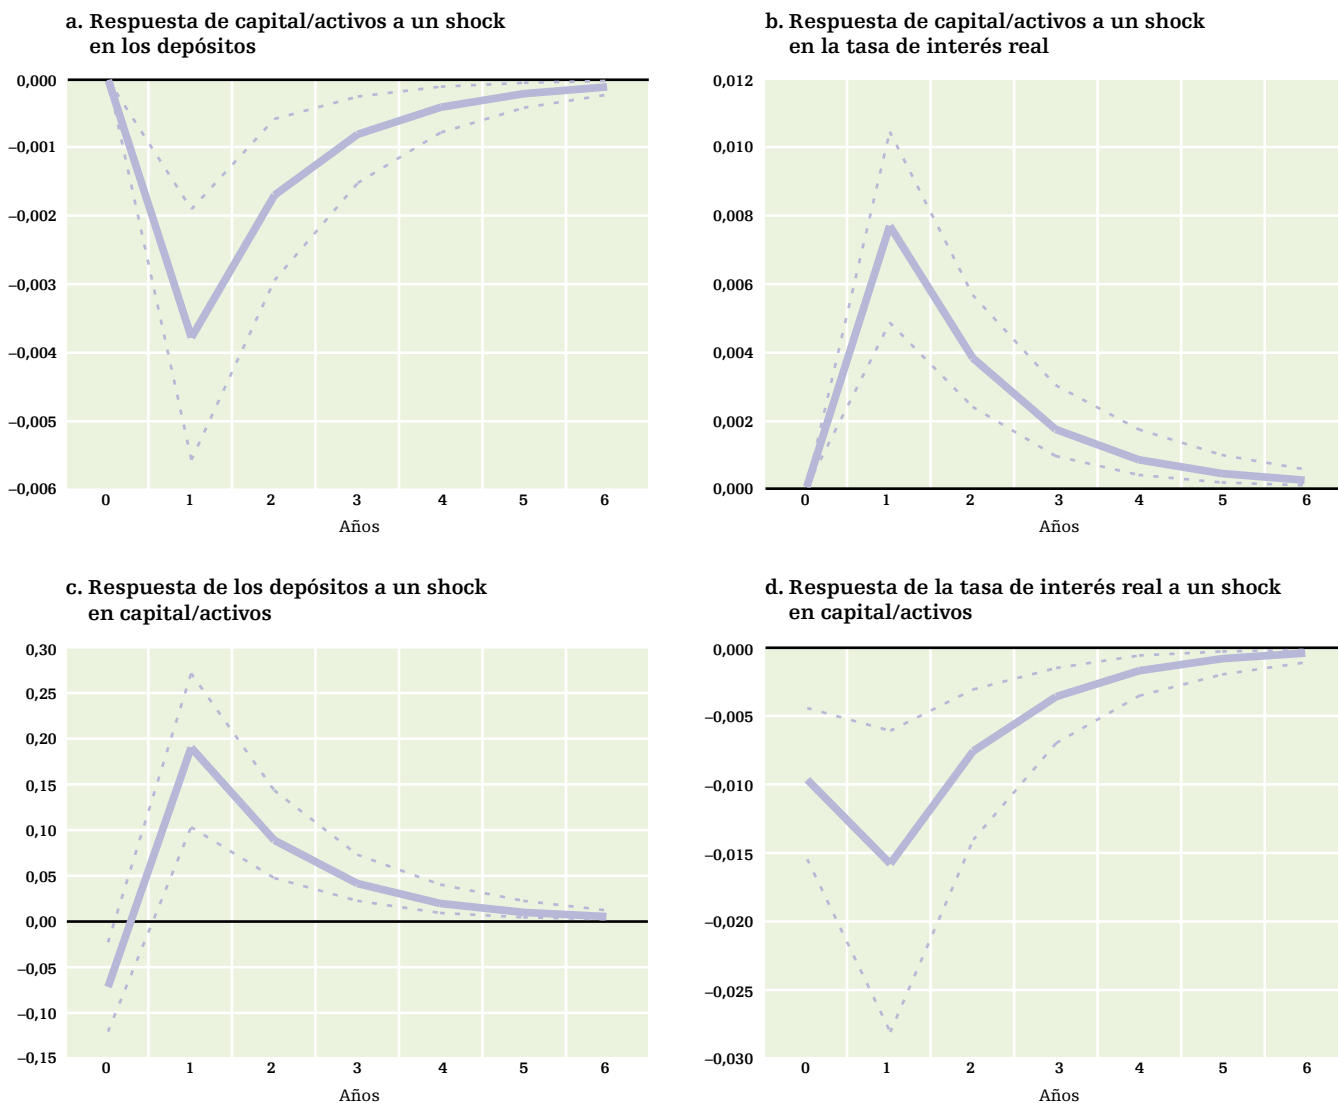 a. Respuesta de capital/activos a un shock
en los depósitos
0,000
–0,001
–0,002
–0,003
–0,004
–0,005
–0,006
0 1 2 3 4 5 6
Años
b. Respuesta de capital/activos a un shock
en la tasa de interés real
0,012
0,010
0,008
0,006
0,004
0,002
0,000
0 1 2 3 4 5 6
Años
c. Respuesta de los depósitos a un shock
en capital/activos
0,30
0,25
0,20
0,15
0,10
0,05
0,00
–0,05
–0,10
–0,15
0 1 2 3 4 5 6
Años
d. Respuesta de la tasa de interés real a un shock
en capital/activos
0,000
–0,005
–0,010
–0,015
–0,020
–0,025
–0,030
0 1 2 3 4 5 6
Años